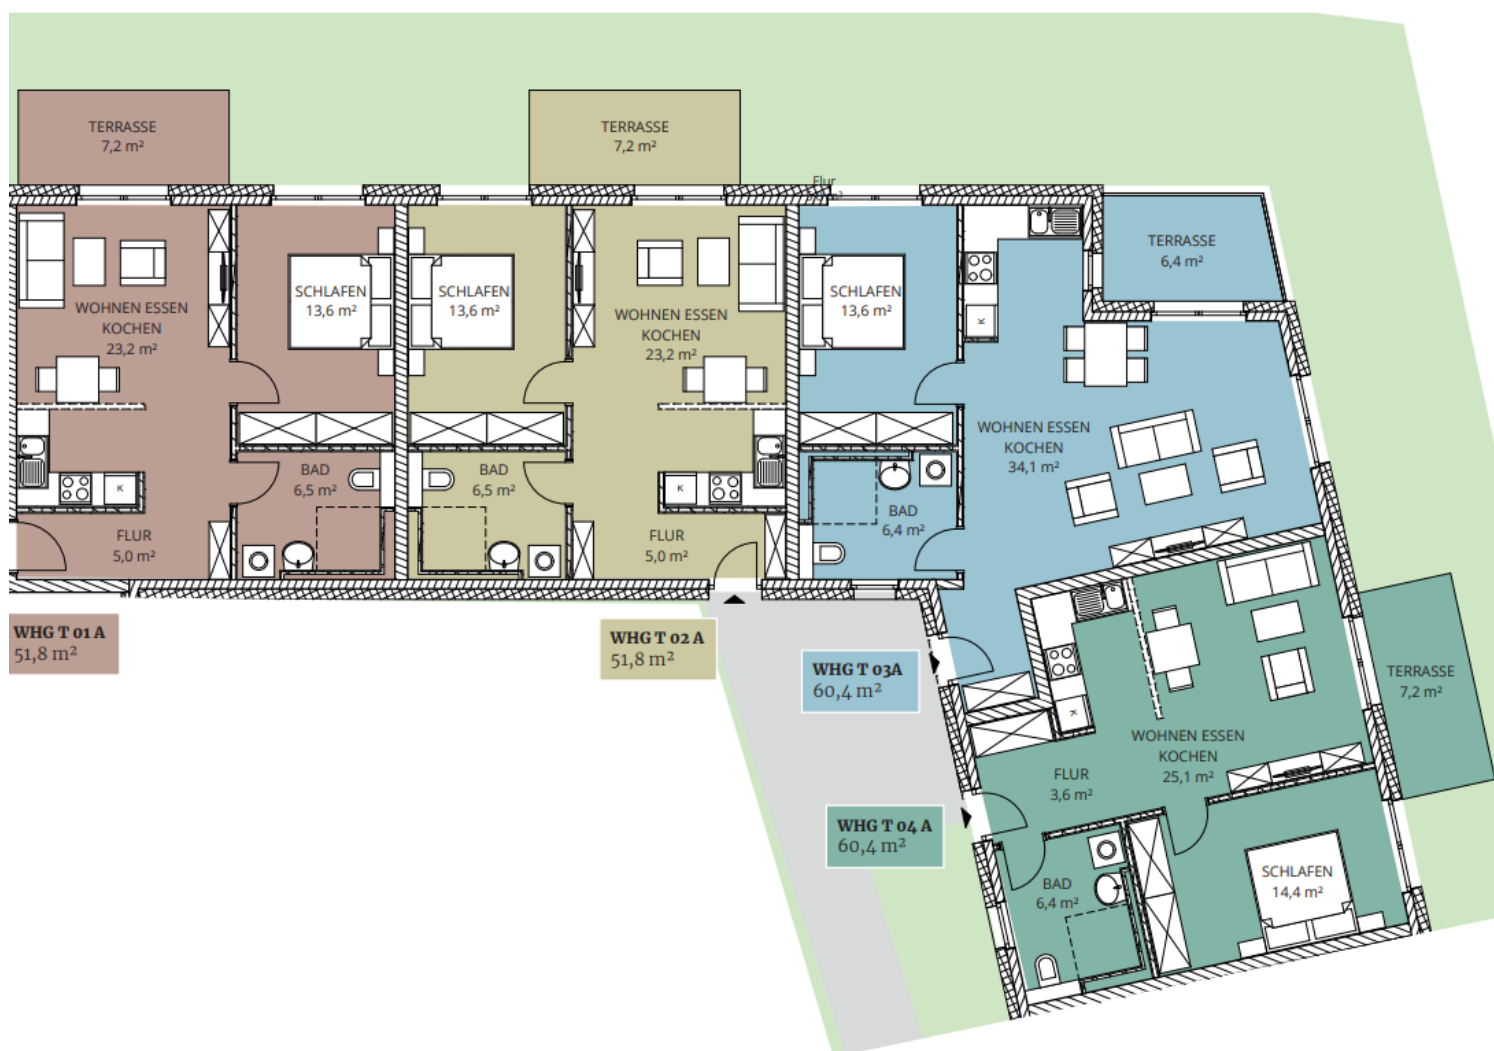 TERRASSE
7,2 m²
TERRASSE
7,2 m²
Flur
TERRASSE
6,4 m²
WOHNEN ESSEN
KOCHEN
23,2 m²
SCHLAFEN
13,6 m²
SCHLAFEN
13,6 m²
WOHNEN ESSEN
KOCHEN
23,2 m²
SCHLAFEN
13,6 m²
K
WOHNEN ESSEN
KOCHEN
34,1 m²
K
BAD
6,5 m²
BAD
6,5 m²
K
BAD
6,4 m²
FLUR
5,0 m²
FLUR
5,0 m²
WHG T 01 A
51,8 m²
WHG T 02 A
51,8 m²
WHG T 03A
60,4 m²
K
TERRASSE
7,2 m²
WOHNEN ESSEN
KOCHEN
25,1 m²
FLUR
3,6 m²
WHG T 04 A
60,4 m²
BAD
6,4 m²
SCHLAFEN
14,4 m²